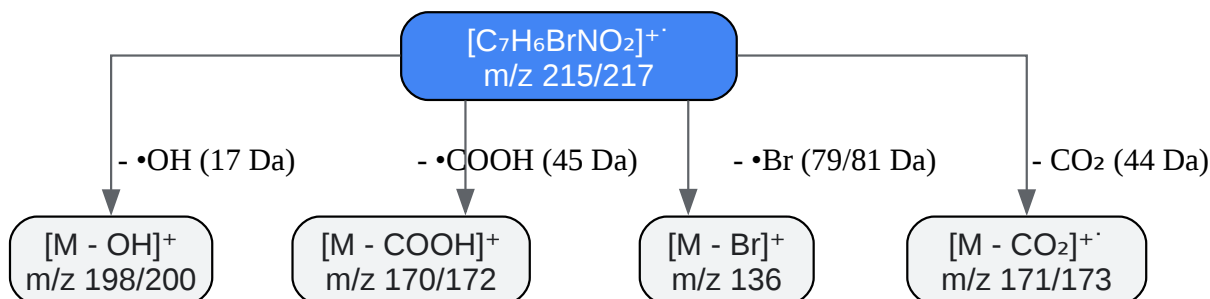 [C₇H₆BrNO₂]⁺˙
m/z 215/217
- •OH (17 Da)
- •COOH (45 Da)
- •Br (79/81 Da)
- CO₂ (44 Da)
[M - OH]⁺
m/z 198/200
[M - COOH]⁺
m/z 170/172
[M - Br]⁺
m/z 136
[M - CO₂]⁺˙
m/z 171/173